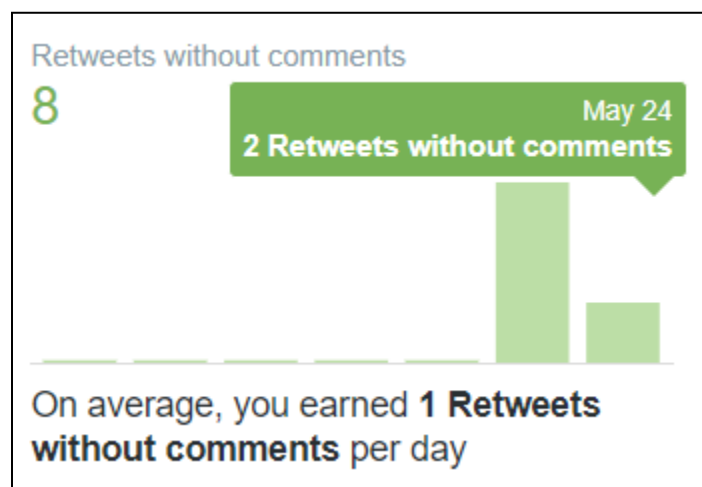 Retweets without comments
8
May 24
2 Retweets without comments
On average, you earned 1 Retweets
without comments per day